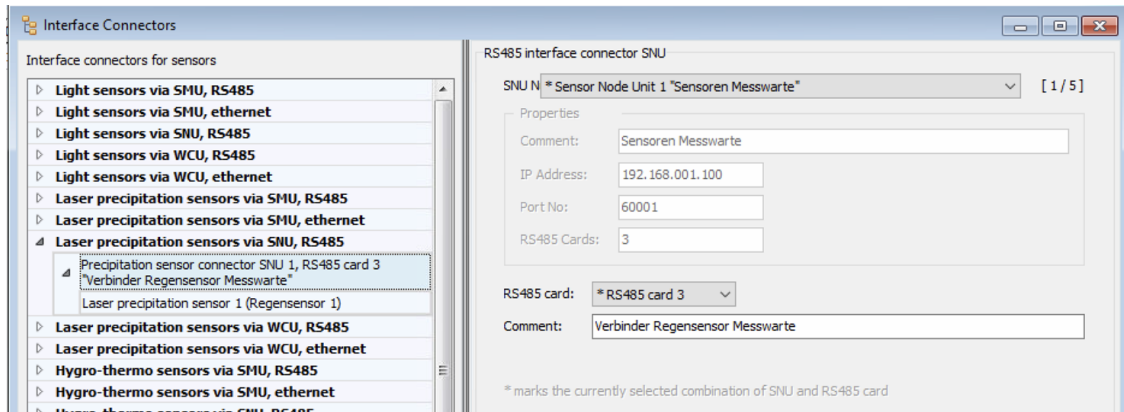 Interface Connectors
Interface connectors for sensors
Light sensors via SMU, RS485
Light sensors via SMU, ethernet
Light sensors via SNU, RS485
Light sensors via WCU, RS485
Light sensors via WCU, ethernet
Laser precipitation sensors via SMU, RS485
Laser precipitation sensors via SMU, ethernet
Laser precipitation sensors via SNU, RS485
Precipitation sensor connector SNU 1, RS485 card 3
"Verbinder Regensensor Messwarte"
Laser precipitation sensor 1 (Regensensor 1)
Laser precipitation sensors via WCU, RS485
Laser precipitation sensors via WCU, ethernet
Hygro-thermo sensors via SMU, RS485
Hygro-thermo sensors via SMU, ethernet
RS485 interface connector SNU
SNU N * Sensor Node Unit 1 "Sensoren Messwarte" [ 1 / 5 ]
Properties
Comment: Sensoren Messwarte
IP Address: 192.168.001.100
Port No: 60001
RS485 Cards: 3
RS485 card: * RS485 card 3
Comment: Verbinder Regensensor Messwarte
* marks the currently selected combination of SNU and RS485 card